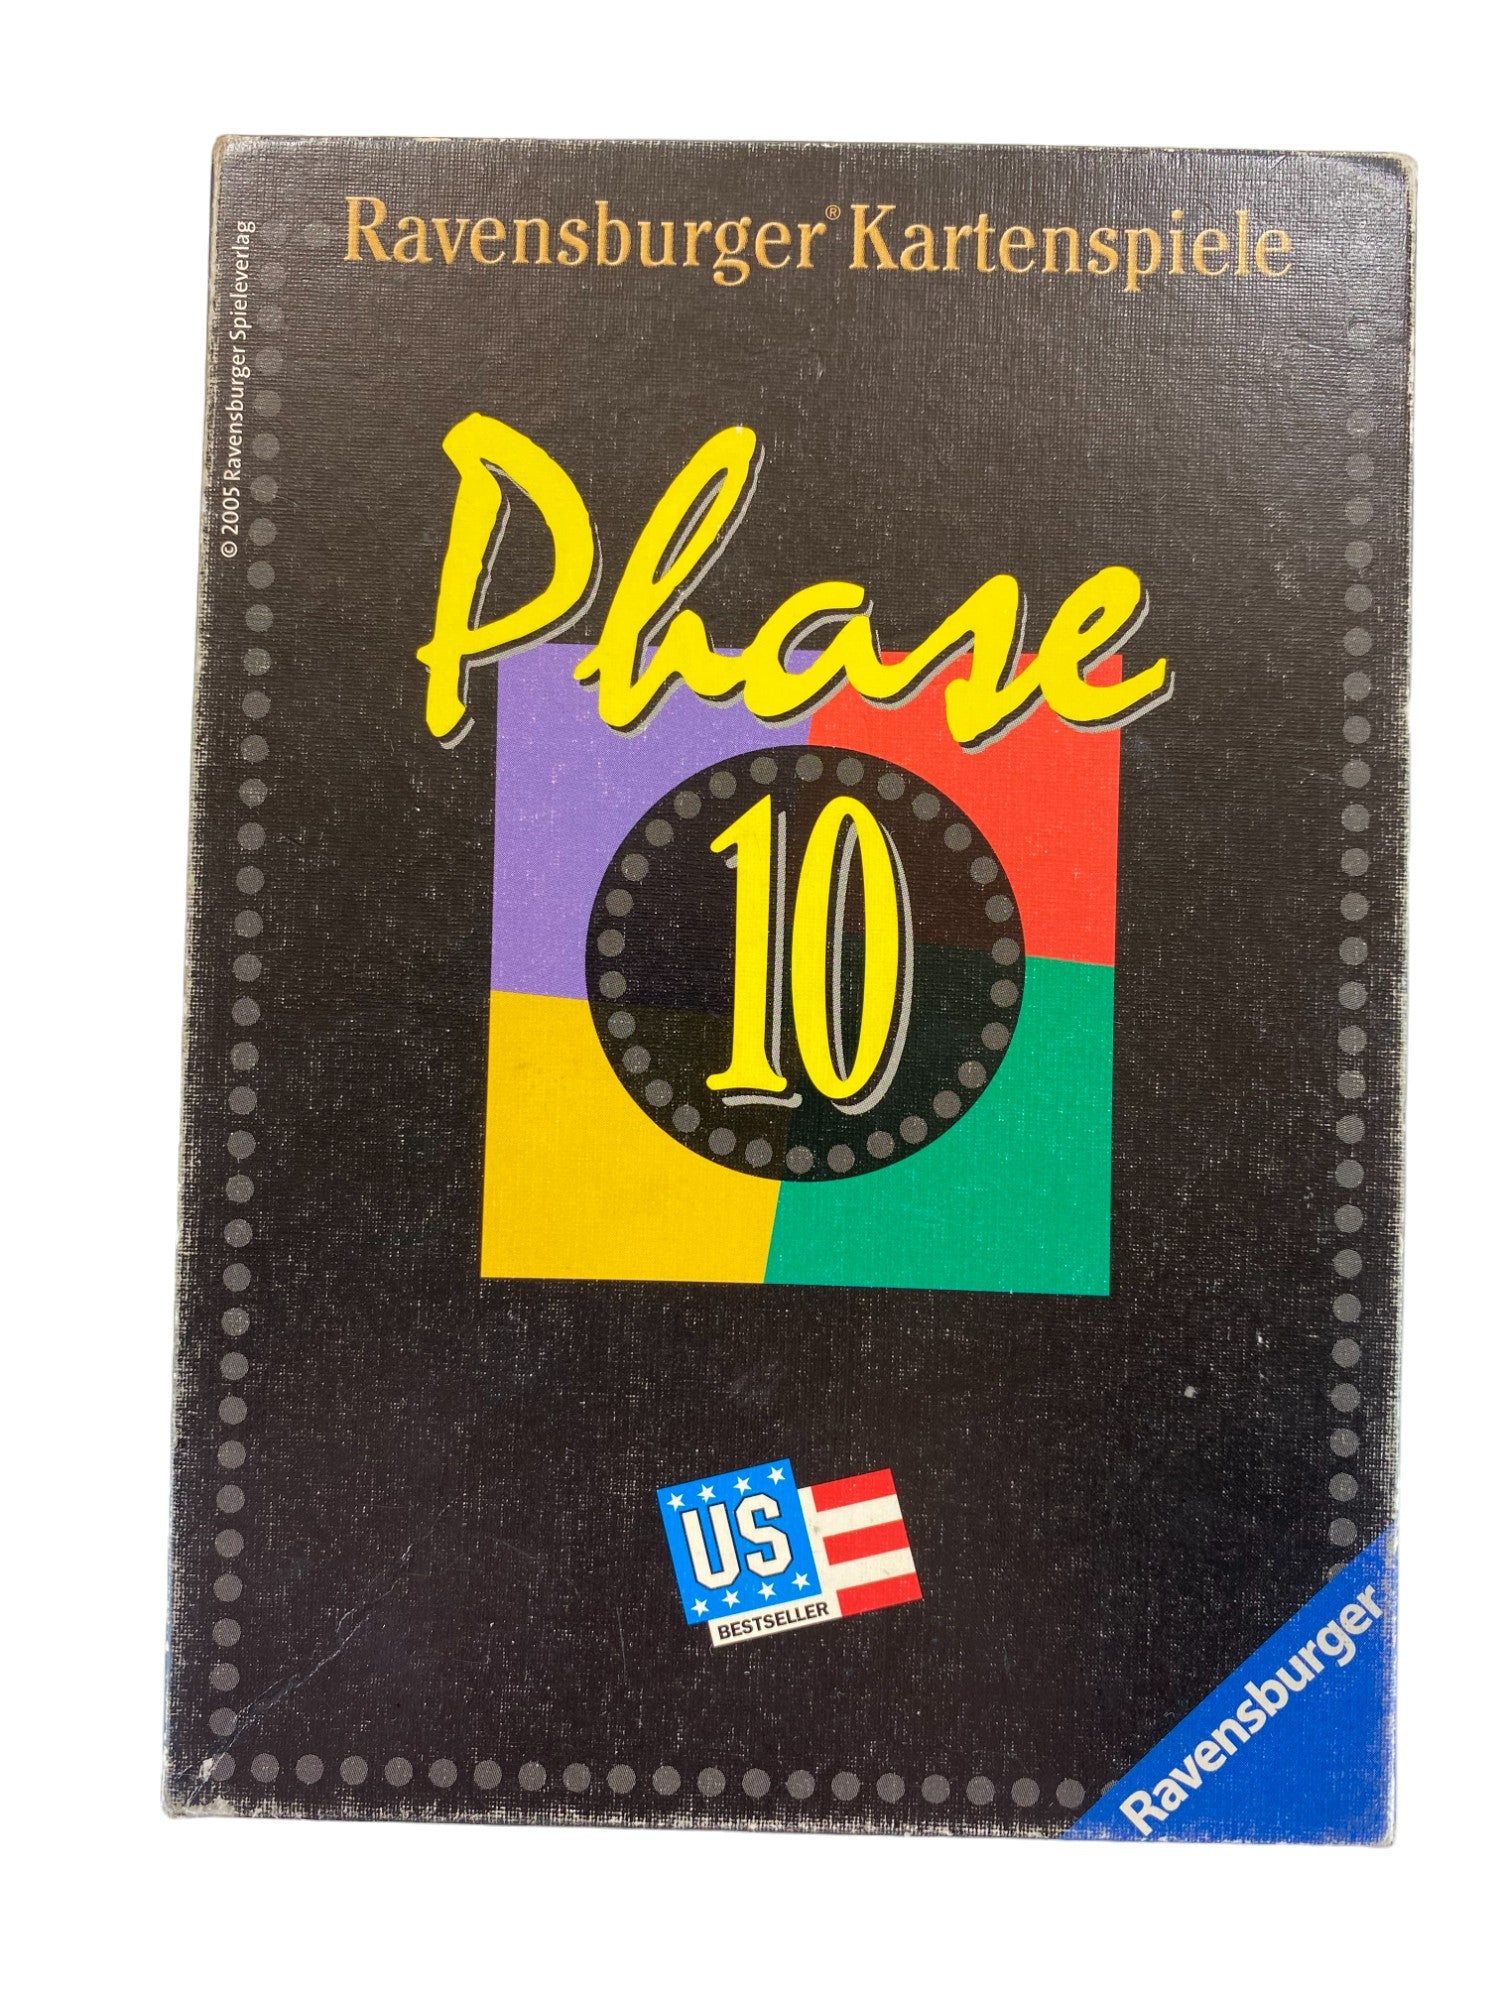 Ravensburger® Kartenspiele
© 2005 Ravensburger Spieleverlag
Phase
10
US
BESTSELLER
Ravensburger